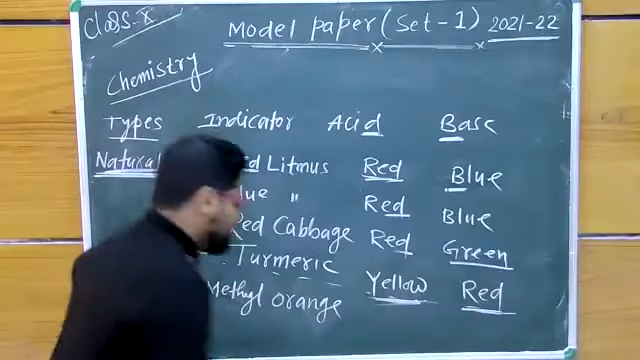 Class-X Model paper (Set-1) 2021-22
Chemistry
Types Indicator Acid Base
Natural Litmus Red Blue
" Red Blue
Red Cabbage Red Green
Turmeric Yellow Red
Methyl orange